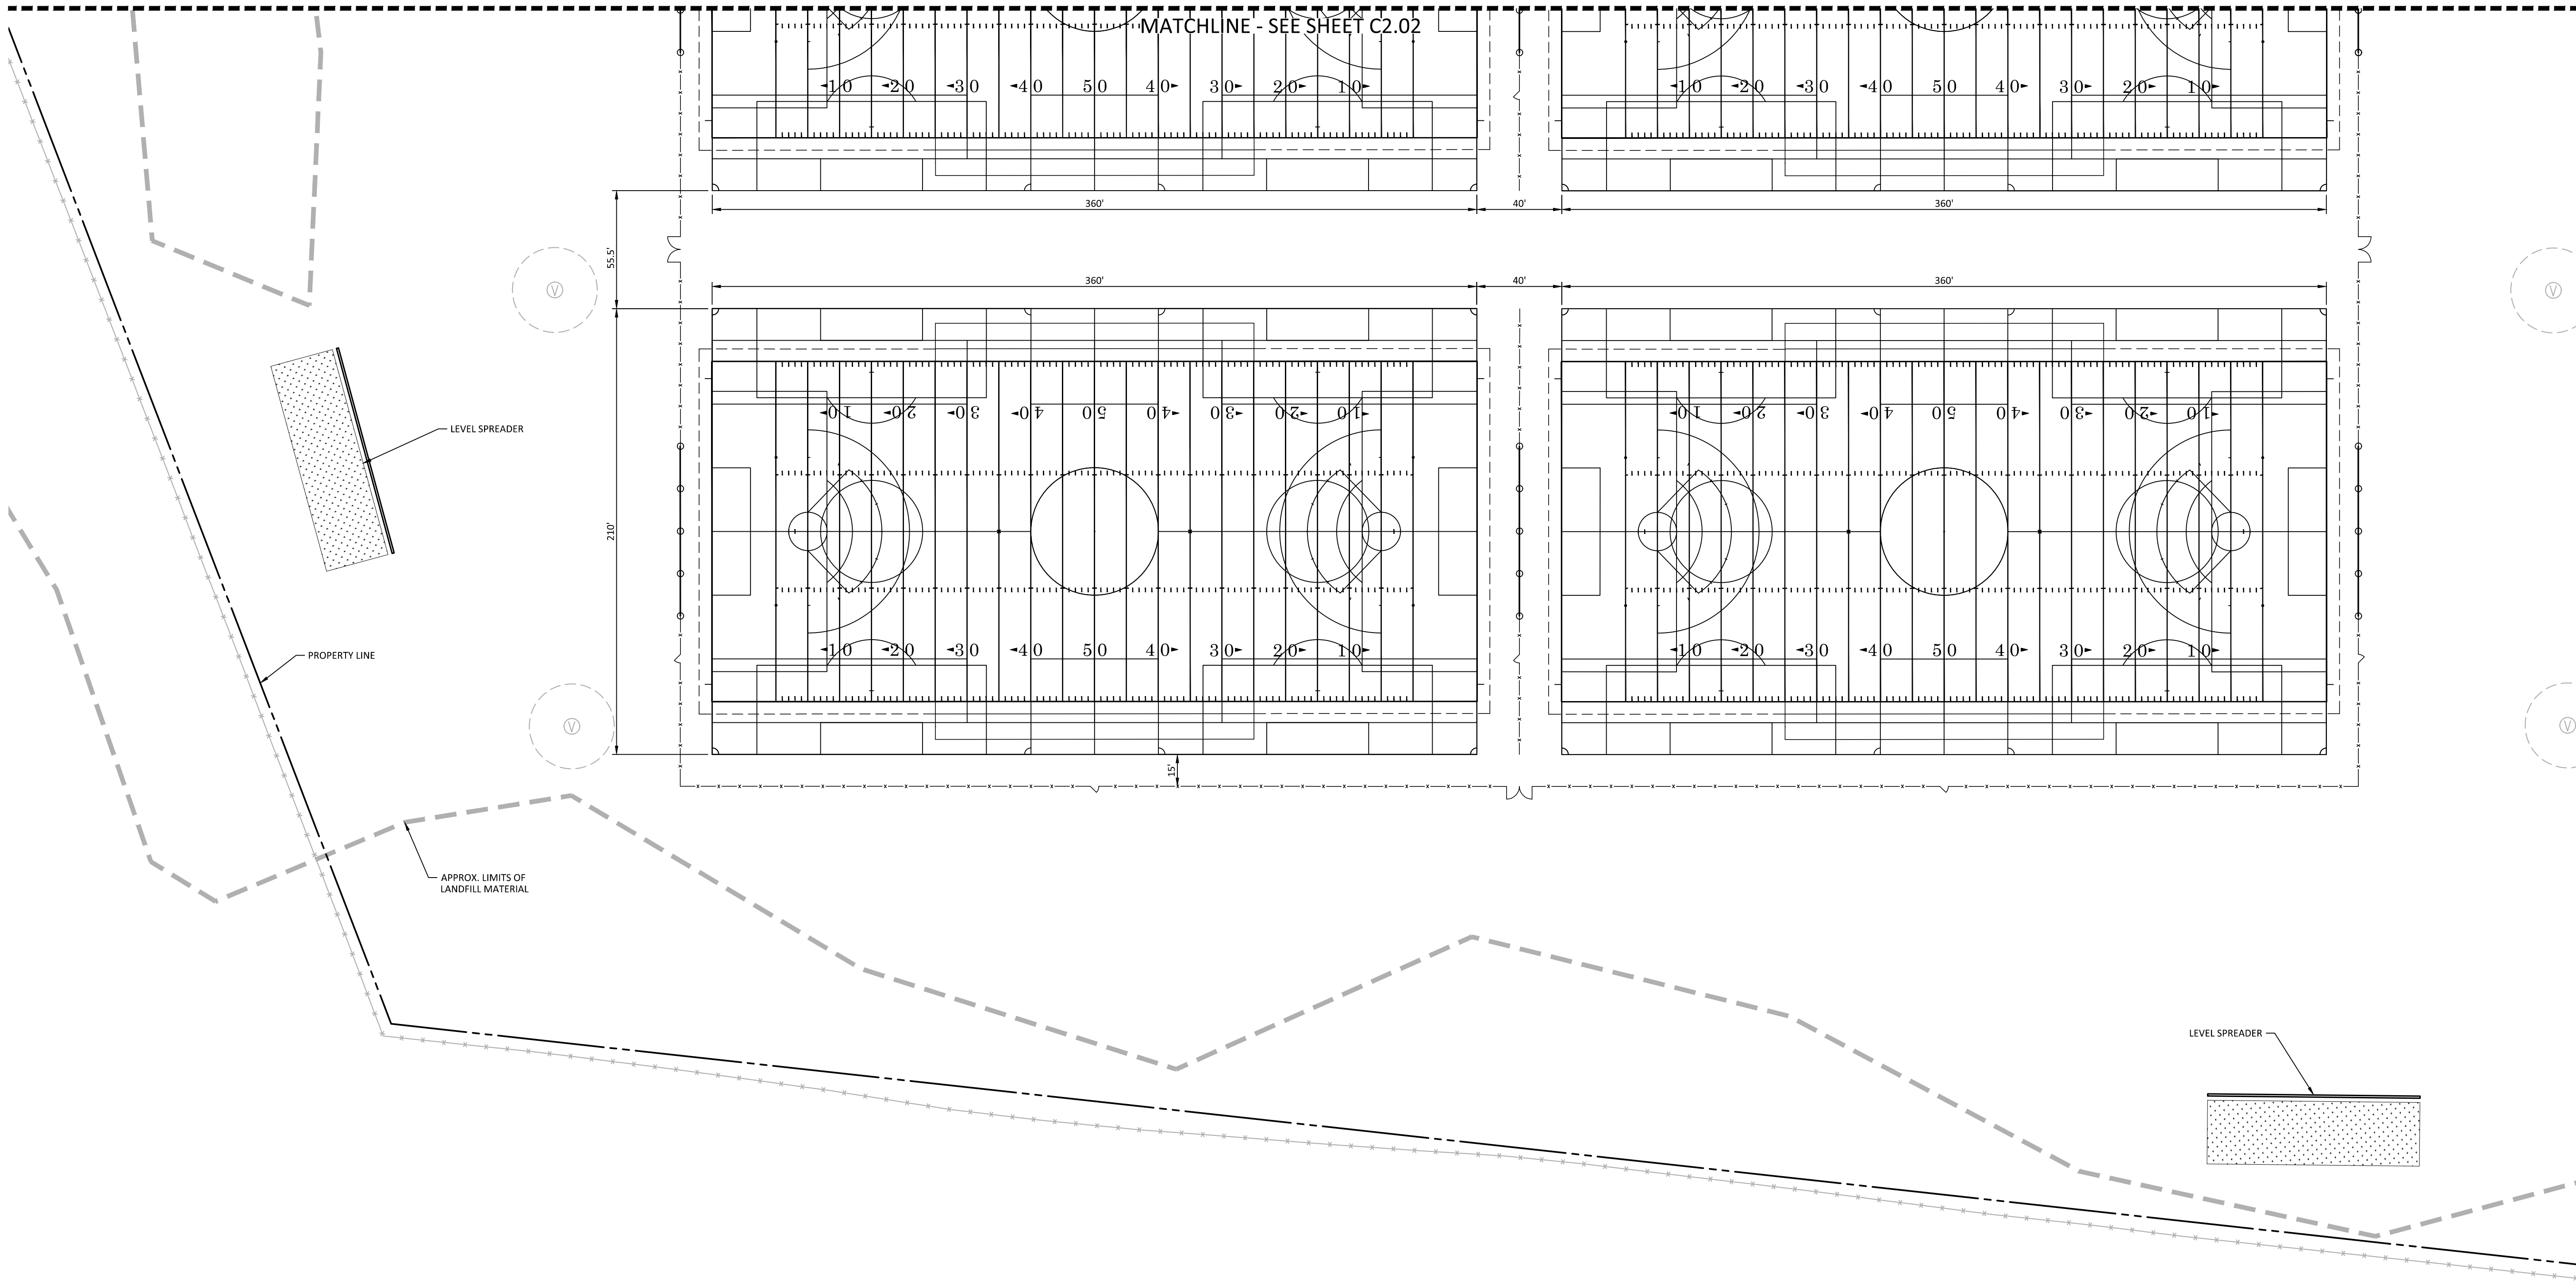 MATCHLINE - SEE SHEET C2.02
◄10 ◄20 ◄30 ◄40 50 40► 30► 20► 10►
◄10 ◄20 ◄30 ◄40 50 40► 30► 20► 10►
360' 40' 360'
55.5'
360' 40' 360'
V V
◄10 ◄20 ◄30 ◄40 50 40► 30► 20► 10►
◄10 ◄20 ◄30 ◄40 50 40► 30► 20► 10►
LEVEL SPREADER
210'
◄10 ◄20 ◄30 ◄40 50 40► 30► 20► 10►
◄10 ◄20 ◄30 ◄40 50 40► 30► 20► 10►
PROPERTY LINE
V V
15'
APPROX. LIMITS OF
LANDFILL MATERIAL
LEVEL SPREADER